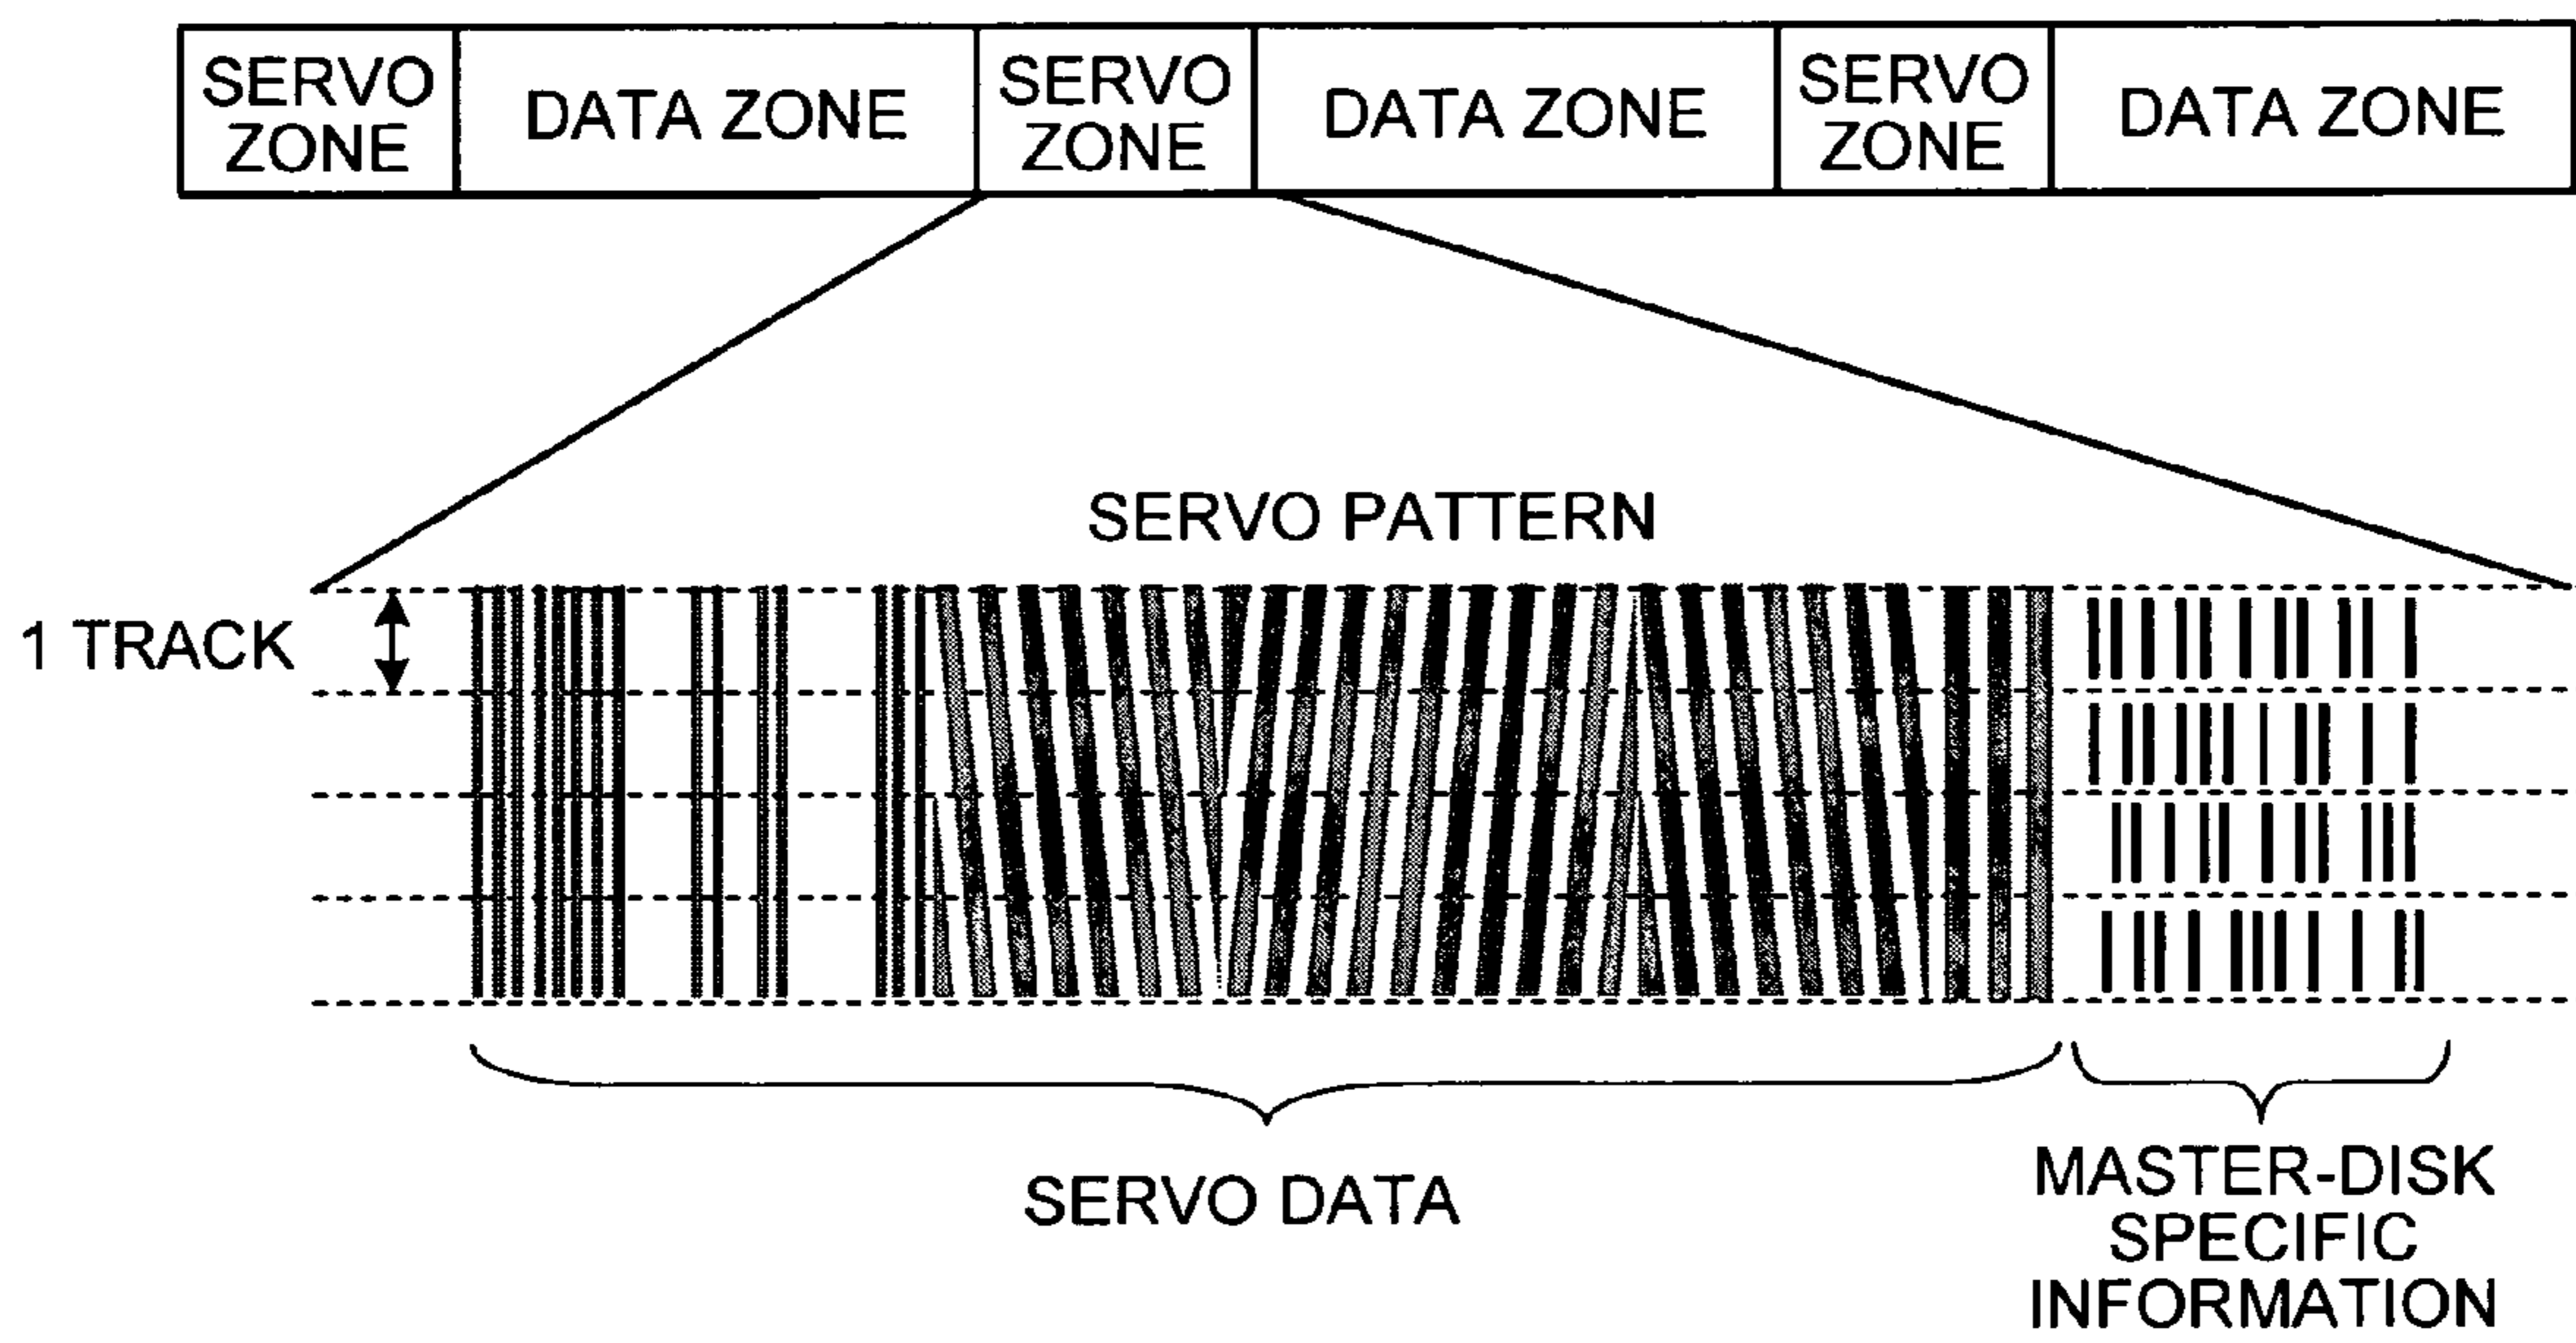 SERVO
ZONE
DATA ZONE
SERVO
ZONE
DATA ZONE
SERVO
ZONE
DATA ZONE
SERVO PATTERN
1 TRACK
SERVO DATA
MASTER-DISK
SPECIFIC
INFORMATION